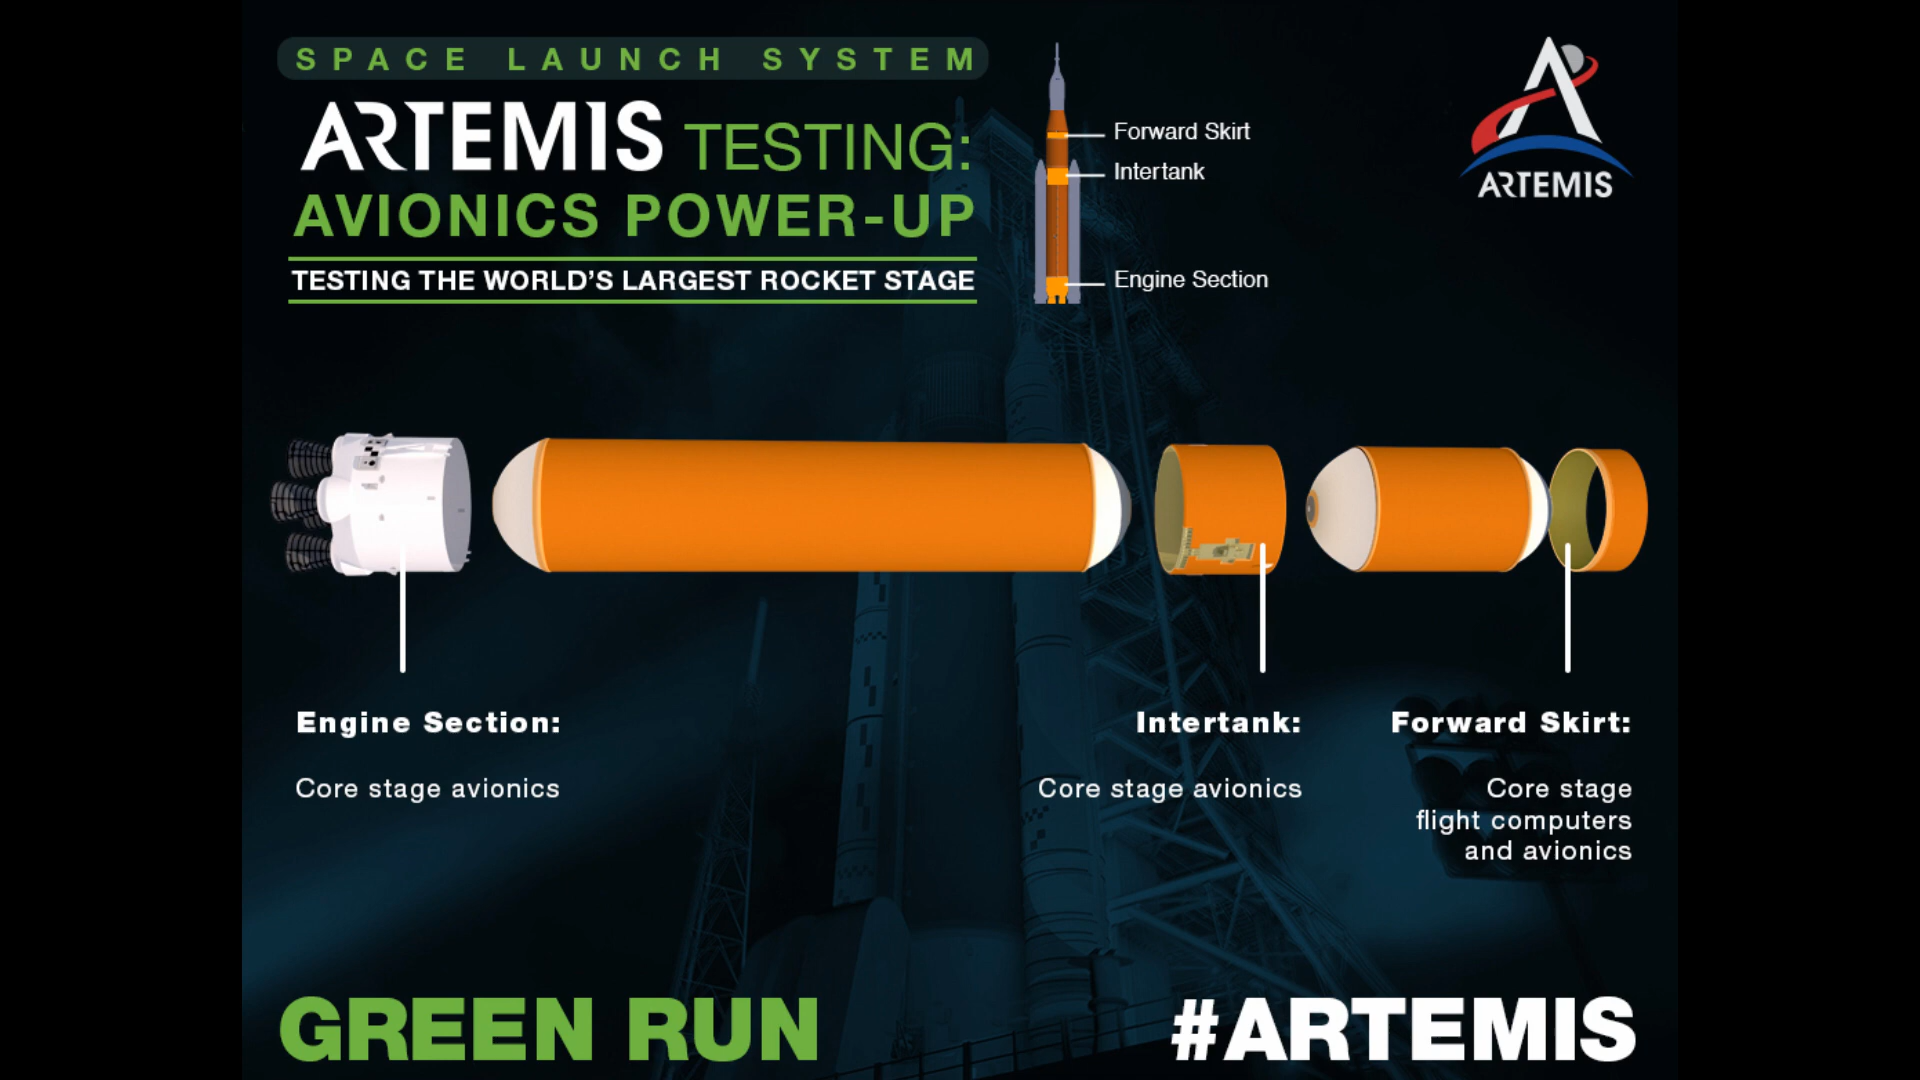 SPACE LAUNCH SYSTEM
ARTEMIS TESTING:
AVIONICS POWER-UP
TESTING THE WORLD'S LARGEST ROCKET STAGE
Forward Skirt
Intertank
Engine Section
ARTEMIS
Engine Section:
Core stage avionics
Intertank:
Core stage avionics
Forward Skirt:
Core stage
flight computers
and avionics
GREEN RUN
#ARTEMIS